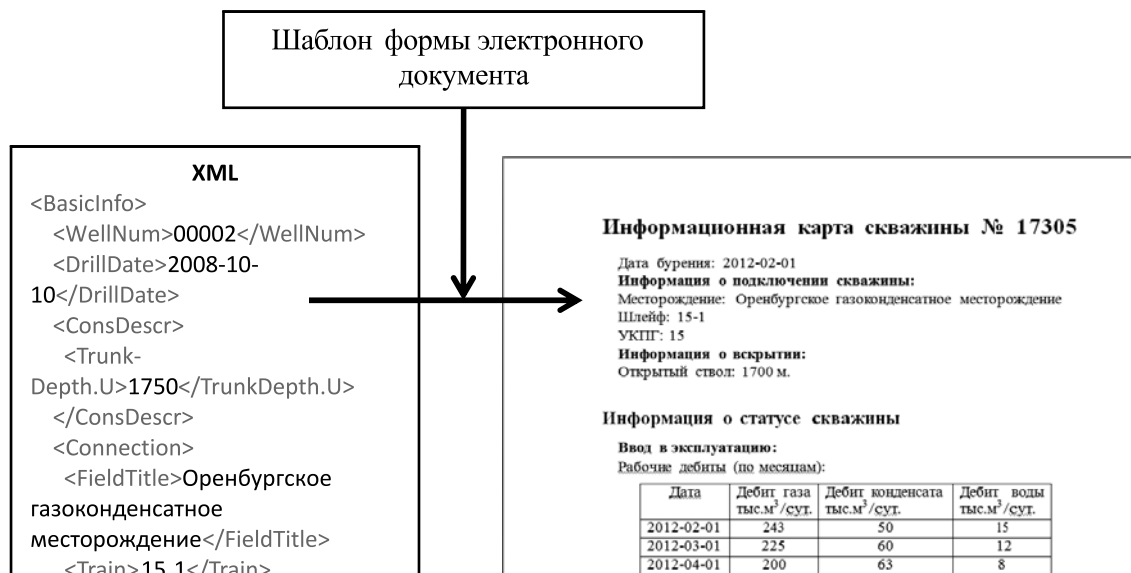 Шаблон формы электронного
документа
XML
<BasicInfo>
<WellNum>00002</WellNum>
<DrillDate>2008-10-
10</DrillDate>
<ConsDescr>
<Trunk-
Depth.U>1750</TrunkDepth.U>
</ConsDescr>
<Connection>
<FieldTitle>Оренбургское
газоконденсатное
месторождение</FieldTitle>
<Train>15_1</Train>
Информационная карта скважины № 17305
Дата бурения: 2012-02-01
Информация о подключении скважины:
Месторождение: Оренбургское газоконденсатное месторождение
Шлейф: 15-1
УКПГ: 15
Информация о вскрытии:
Открытый ствол: 1700 м.
Информация о статусе скважины
Ввод в эксплуатацию:
Рабочие дебиты (по месяцам):
Дата Дебит газа Дебит конденсата Дебит воды
тыс.м³/сут. тыс.м³/сут. тыс.м³/сут.
2012-02-01 243 50 15
2012-03-01 225 60 12
2012-04-01 200 63 8